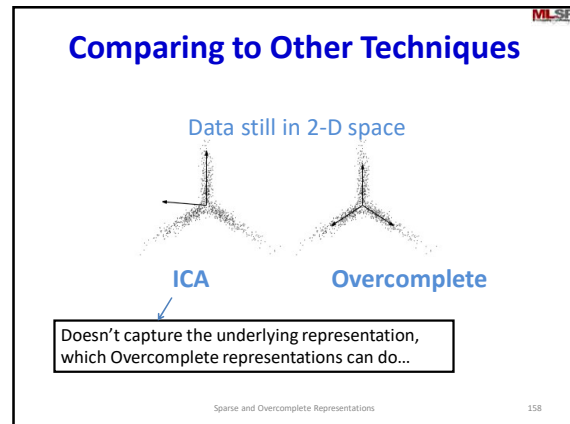 MLSP
Comparing to Other Techniques
Data still in 2-D space
ICA
Overcomplete
Doesn’t capture the underlying representation,
which Overcomplete representations can do…
Sparse and Overcomplete Representations
158